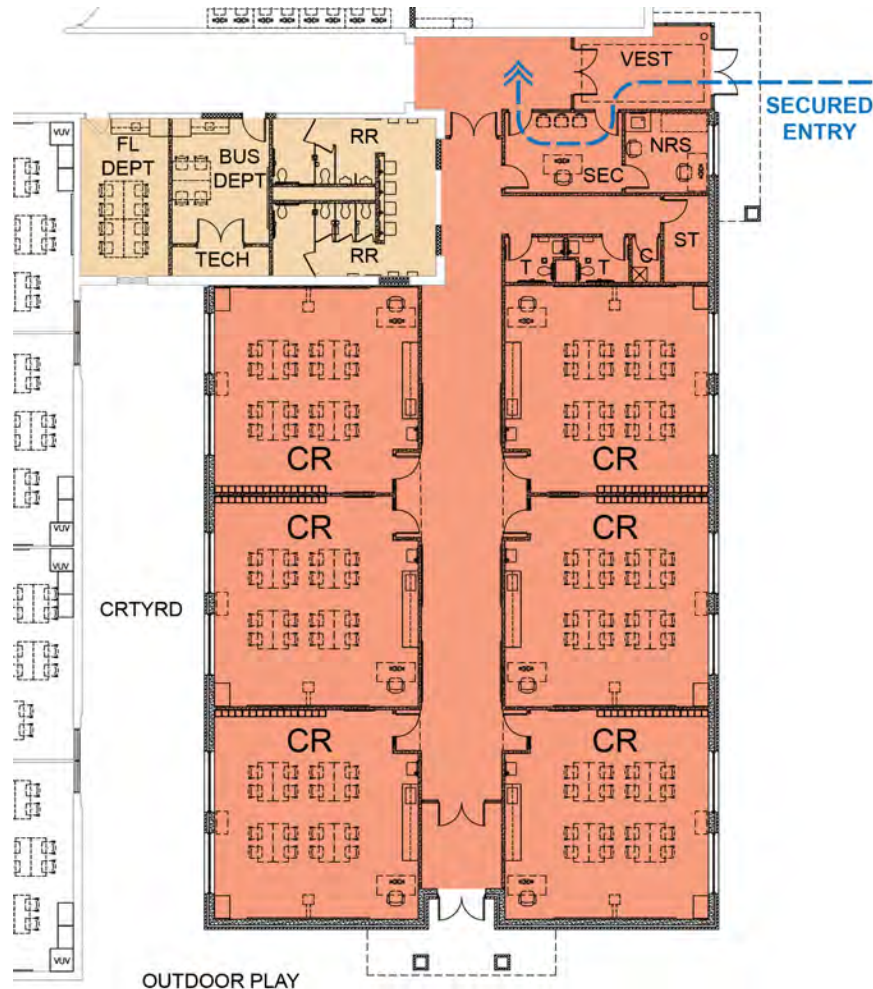 VEST
SECURED
ENTRY
FL
DEPT
BUS
DEPT
RR
NRS
SEC
TECH
RR
T
T
C
ST
CR
CR
CR
CR
CRTYRD
CR
CR
OUTDOOR PLAY
VUV
VUV
VUV
VUV